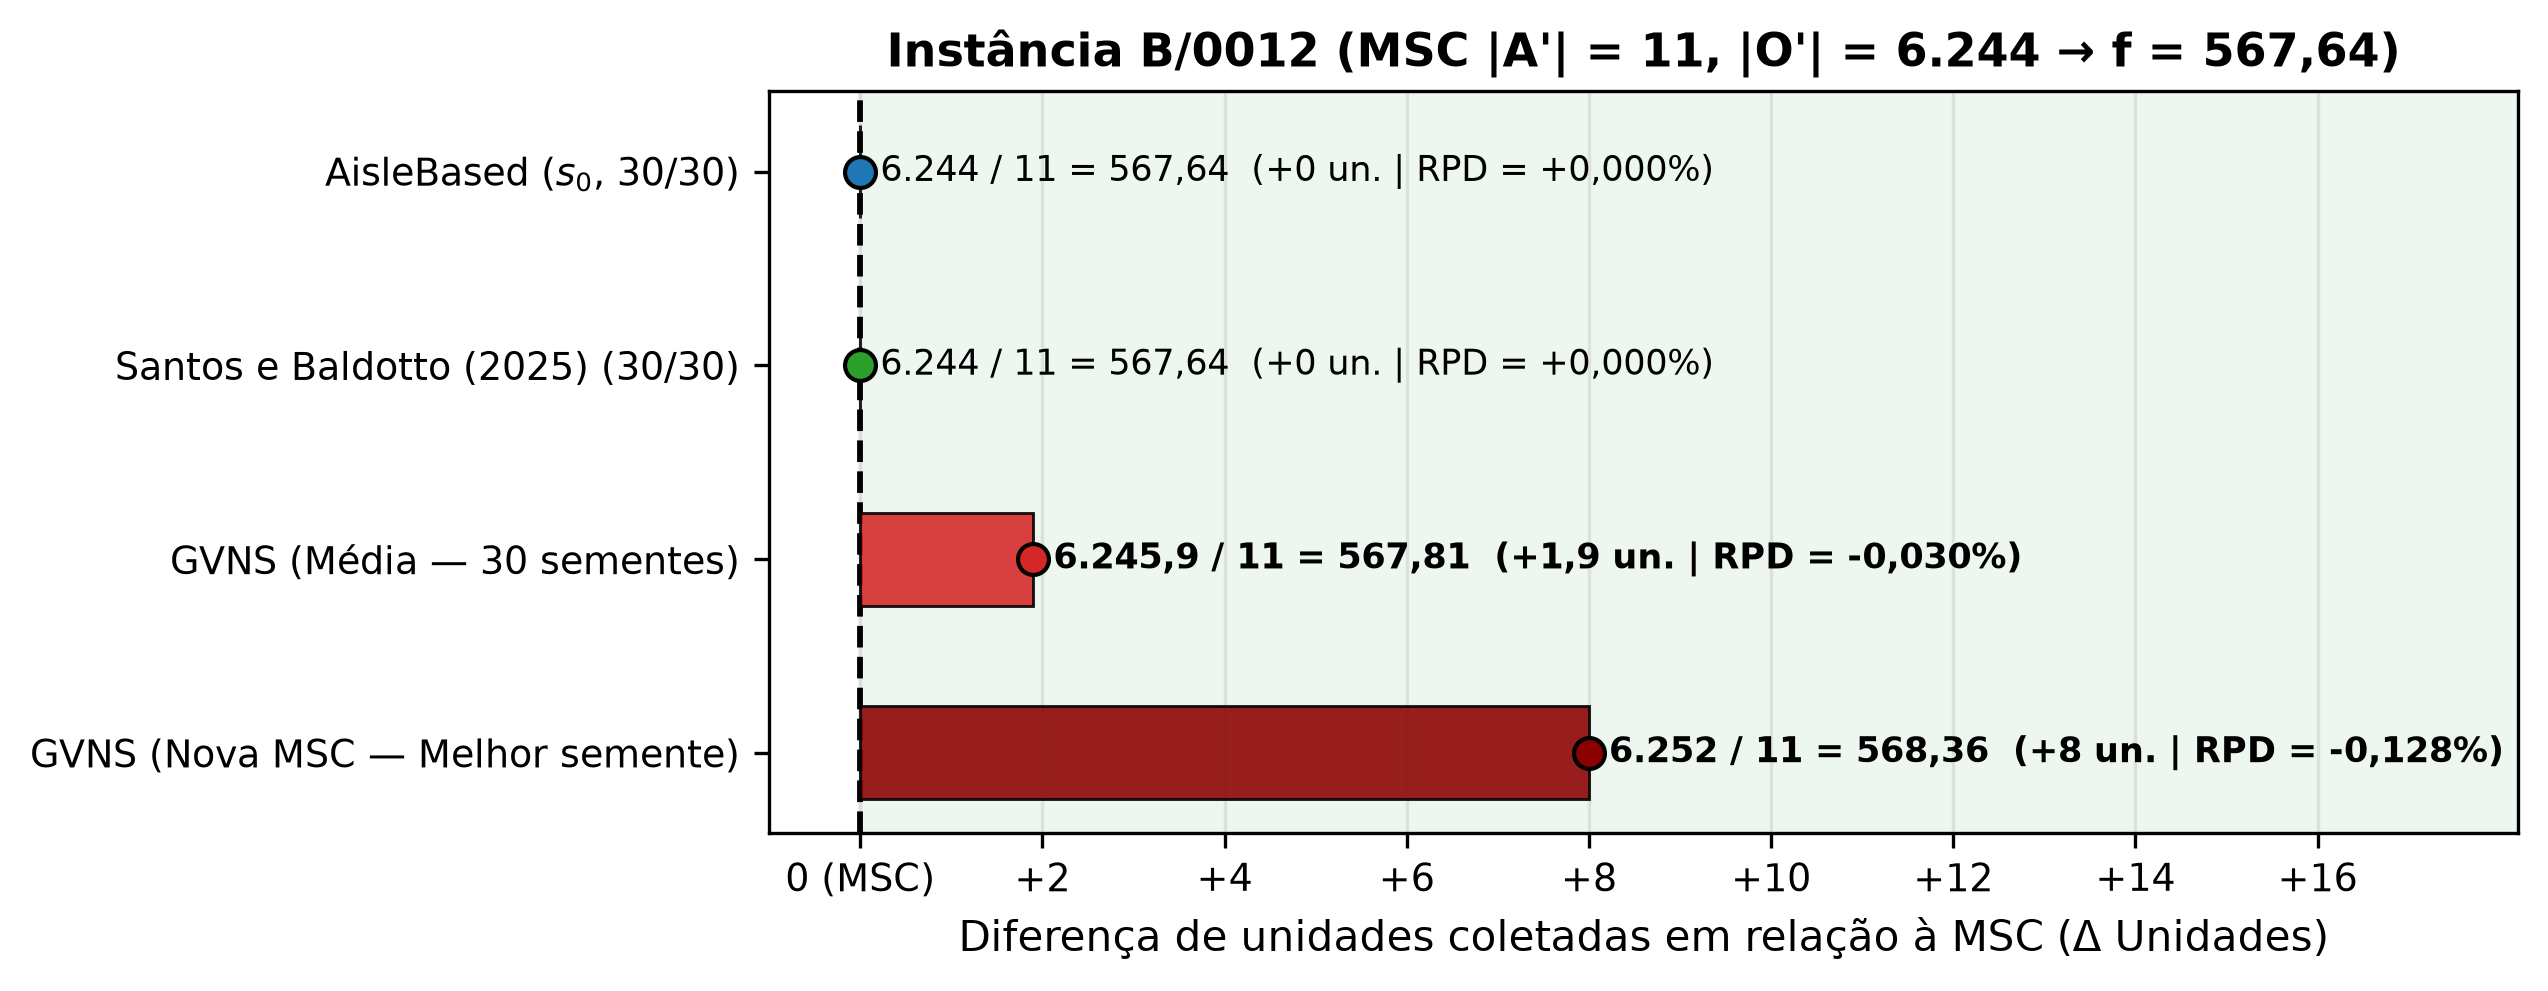 Instância B/0012 (MSC |A'| = 11, |O'| = 6.244 → f = 567,64)
AisleBased (s₀, 30/30)
6.244 / 11 = 567,64 (+0 un. | RPD = +0,000%)
Santos e Baldotto (2025) (30/30)
6.244 / 11 = 567,64 (+0 un. | RPD = +0,000%)
GVNS (Média — 30 sementes)
6.245,9 / 11 = 567,81 (+1,9 un. | RPD = -0,030%)
GVNS (Nova MSC — Melhor semente)
6.252 / 11 = 568,36 (+8 un. | RPD = -0,128%)
0 (MSC) +2 +4 +6 +8 +10 +12 +14 +16
Diferença de unidades coletadas em relação à MSC (Δ Unidades)